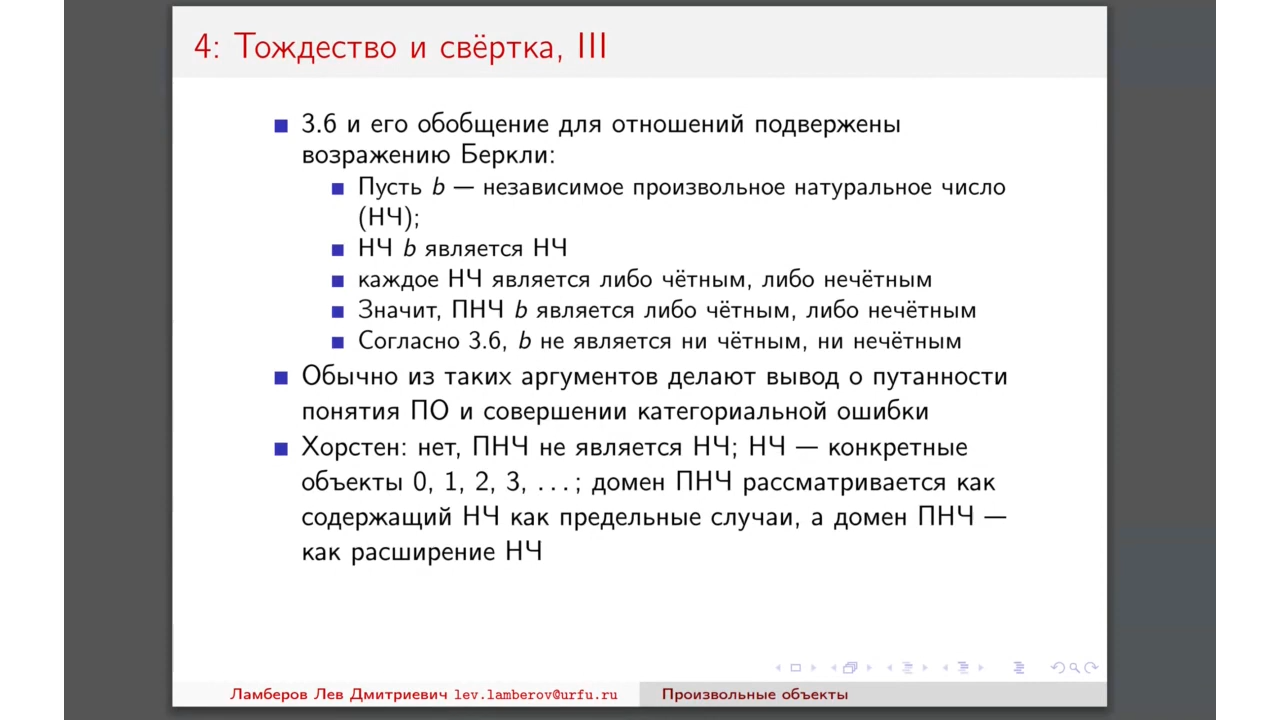 4: Тождество и свёртка, III
3.6 и его обобщение для отношений подвержены
возражению Беркли:
Пусть b — независимое произвольное натуральное число
(НЧ);
НЧ b является НЧ
каждое НЧ является либо чётным, либо нечётным
Значит, ПНЧ b является либо чётным, либо нечётным
Согласно 3.6, b не является ни чётным, ни нечётным
Обычно из таких аргументов делают вывод о путанности
понятия ПО и совершении категориальной ошибки
Хорстен: нет, ПНЧ не является НЧ; НЧ — конкретные
объекты 0, 1, 2, 3, ...; домен ПНЧ рассматривается как
содержащий НЧ как предельные случаи, а домен ПНЧ —
как расширение НЧ
Ламберов Лев Дмитриевич lev.lamberov@urfu.ru Произвольные объекты